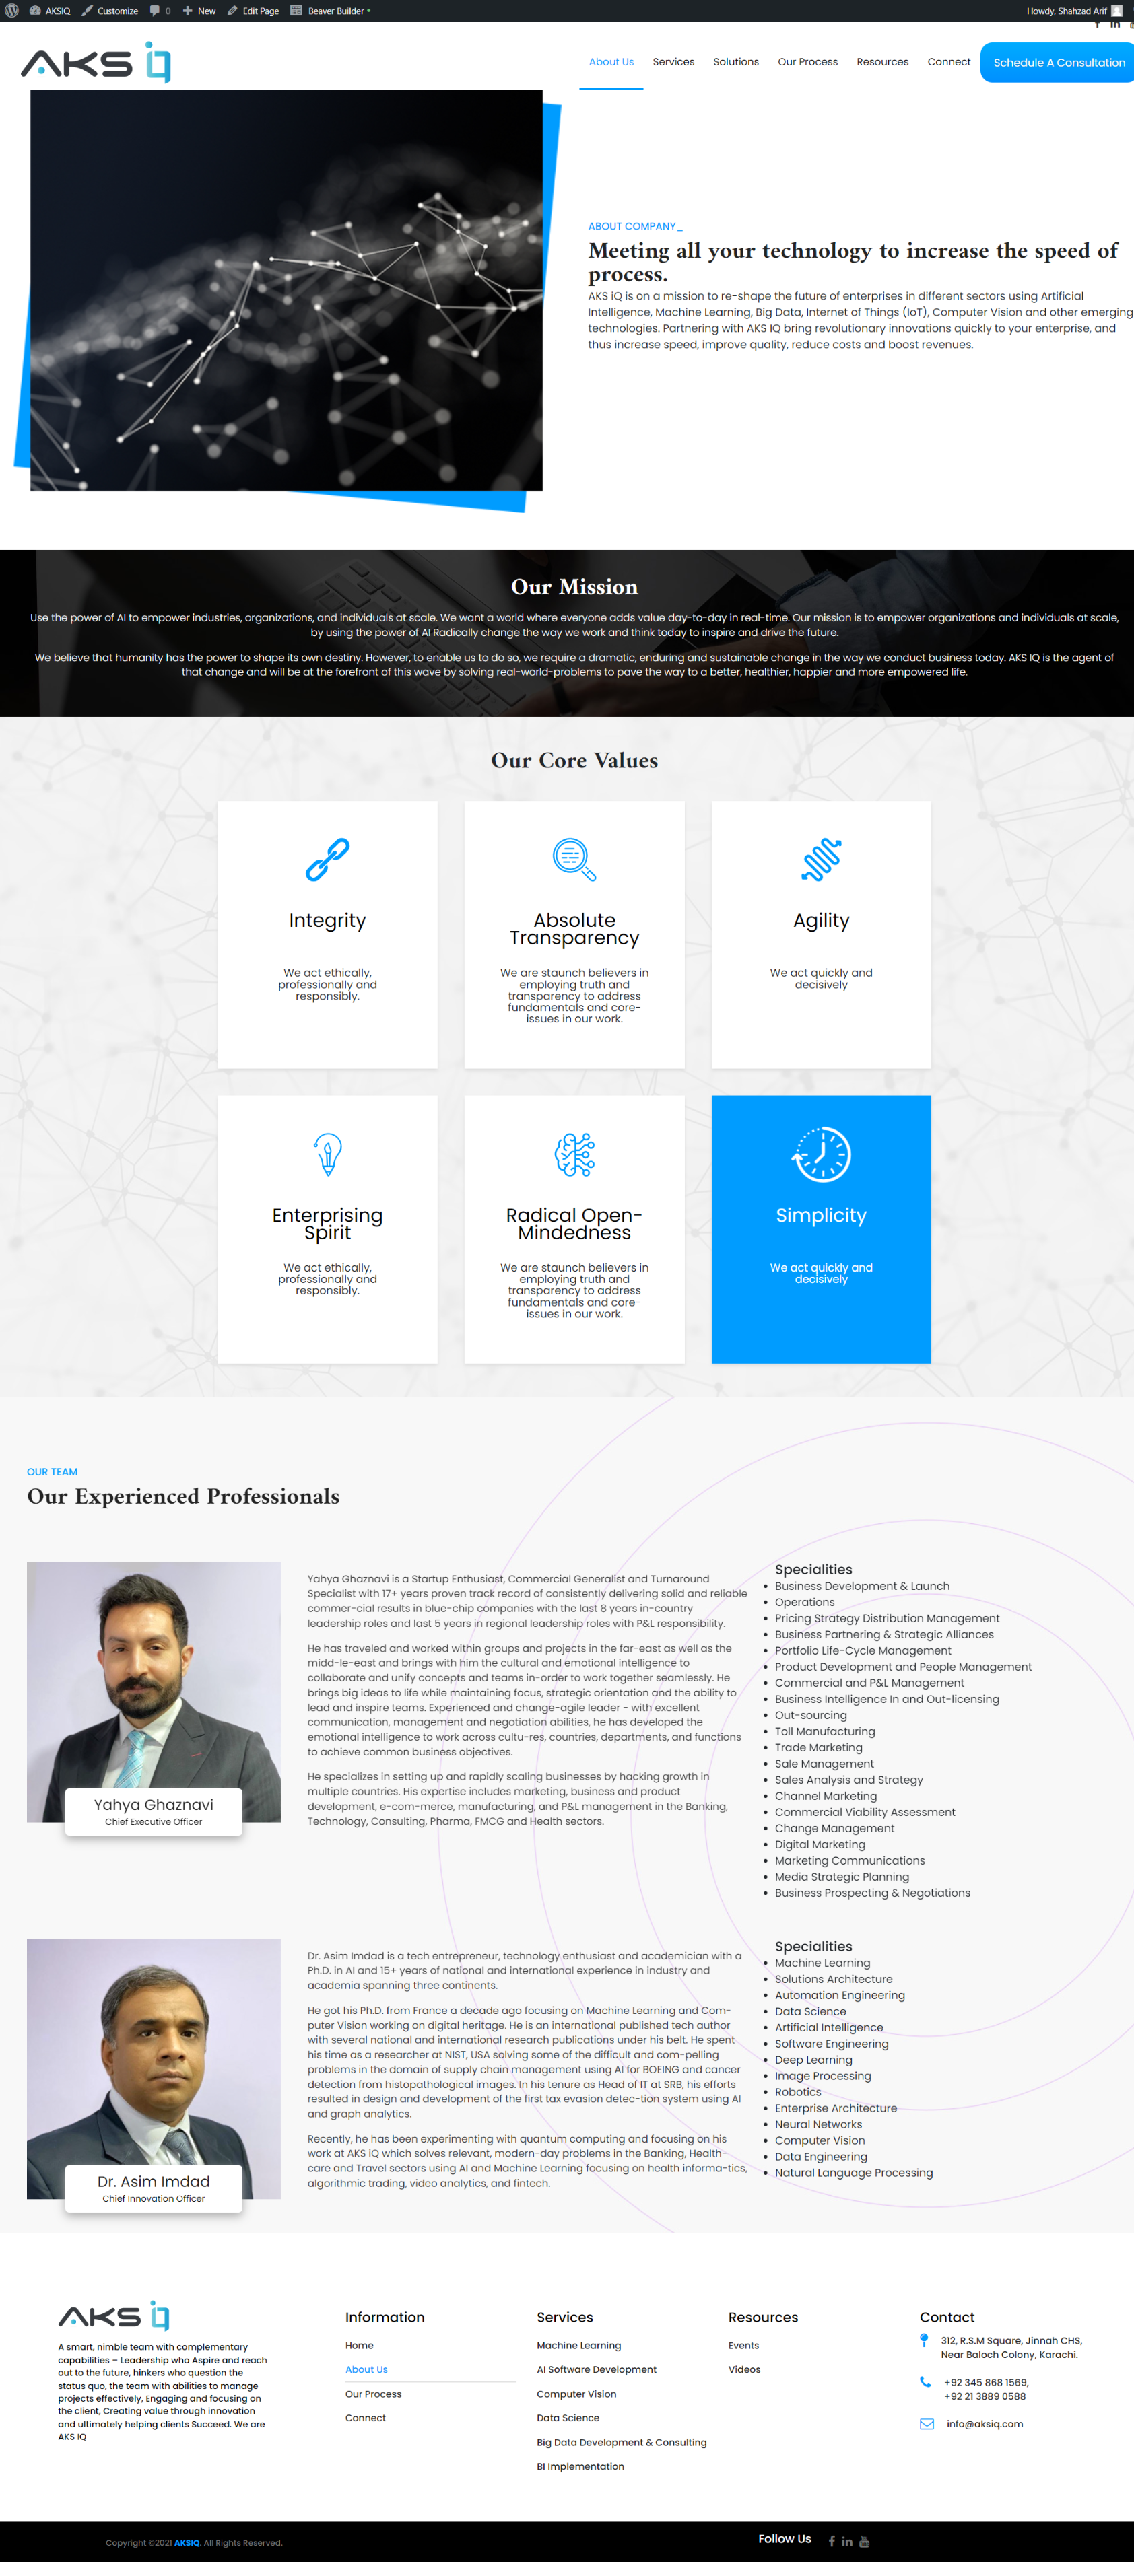 AKSIQ Customize 0 New Edit Page Beaver Builder
Howdy, Shahzad Arif
AKS iQ
About Us Services Solutions Our Process Resources Connect Schedule A Consultation
ABOUT COMPANY_
Meeting all your technology to increase the speed of
process.
AKS iQ is on a mission to re-shape the future of enterprises in different sectors using Artificial
Intelligence, Machine Learning, Big Data, Internet of Things (IoT), Computer Vision and other emerging
technologies. Partnering with AKS IQ bring revolutionary innovations quickly to your enterprise, and
thus increase speed, improve quality, reduce costs and boost revenues.
Our Mission
Use the power of AI to empower industries, organizations, and individuals at scale. We want a world where everyone adds value day-to-day in real-time. Our mission is to empower organizations and individuals at scale,
by using the power of AI Radically change the way we work and think today to inspire and drive the future.
We believe that humanity has the power to shape its own destiny. However, to enable us to do so, we require a dramatic, enduring and sustainable change in the way we conduct business today. AKS IQ is the agent of
that change and will be at the forefront of this wave by solving real-world-problems to pave the way to a better, healthier, happier and more empowered life.
Our Core Values
Integrity
We act ethically,
professionally and
responsibly.
Absolute
Transparency
We are staunch believers in
employing truth and
transparency to address
fundamentals and core-
issues in our work.
Agility
We act quickly and
decisively
Enterprising
Spirit
We act ethically,
professionally and
responsibly.
Radical Open-
Mindedness
We are staunch believers in
employing truth and
transparency to address
fundamentals and core-
issues in our work.
Simplicity
We act quickly and
decisively
OUR TEAM
Our Experienced Professionals
Yahya Ghaznavi
Chief Executive Officer
Yahya Ghaznavi is a Startup Enthusiast, Commercial Generalist and Turnaround
Specialist with 17+ years proven track record of consistently delivering solid and reliable
commer-cial results in blue-chip companies with the last 8 years in-country
leadership roles and last 5 years in regional leadership roles with P&L responsibility.
He has traveled and worked within groups and projects in the far-east as well as the
midd-le-east and brings with him the cultural and emotional intelligence to
collaborate and unify concepts and teams in-order to work together seamlessly. He
brings big ideas to life while maintaining focus, strategic orientation and the ability to
lead and inspire teams. Experienced and change-agile leader - with excellent
communication, management and negotiation abilities, he has developed the
emotional intelligence to work across cultu-res, countries, departments, and functions
to achieve common business objectives.
He specializes in setting up and rapidly scaling businesses by hacking growth in
multiple countries. His expertise includes marketing, business and product
development, e-com-merce, manufacturing, and P&L management in the Banking,
Technology, Consulting, Pharma, FMCG and Health sectors.
Specialities
• Business Development & Launch
• Operations
• Pricing Strategy Distribution Management
• Business Partnering & Strategic Alliances
• Portfolio Life-Cycle Management
• Product Development and People Management
• Commercial and P&L Management
• Business Intelligence In and Out-licensing
• Out-sourcing
• Toll Manufacturing
• Trade Marketing
• Sale Management
• Sales Analysis and Strategy
• Channel Marketing
• Commercial Viability Assessment
• Change Management
• Digital Marketing
• Marketing Communications
• Media Strategic Planning
• Business Prospecting & Negotiations
Dr. Asim Imdad
Chief Innovation Officer
Dr. Asim Imdad is a tech entrepreneur, technology enthusiast and academician with a
Ph.D. in AI and 15+ years of national and international experience in industry and
academia spanning three continents.
He got his Ph.D. from France a decade ago focusing on Machine Learning and Com-
puter Vision working on digital heritage. He is an international published tech author
with several national and international research publications under his belt. He spent
his time as a researcher at NIST, USA solving some of the difficult and com-pelling
problems in the domain of supply chain management using AI for BOEING and cancer
detection from histopathological images. In his tenure as Head of IT at SRB, his efforts
resulted in design and development of the first tax evasion detec-tion system using AI
and graph analytics.
Recently, he has been experimenting with quantum computing and focusing on his
work at AKS iQ which solves relevant, modern-day problems in the Banking, Health-
care and Travel sectors using AI and Machine Learning focusing on health informa-tics,
algorithmic trading, video analytics, and fintech.
Specialities
• Machine Learning
• Solutions Architecture
• Automation Engineering
• Data Science
• Artificial Intelligence
• Software Engineering
• Deep Learning
• Image Processing
• Robotics
• Enterprise Architecture
• Neural Networks
• Computer Vision
• Data Engineering
• Natural Language Processing
AKS iQ
A smart, nimble team with complementary
capabilities – Leadership who Aspire and reach
out to the future, hinkers who question the
status quo, the team with abilities to manage
projects effectively, Engaging and focusing on
the client, Creating value through innovation
and ultimately helping clients Succeed. We are
AKS IQ
Information
Home
About Us
Our Process
Connect
Services
Machine Learning
AI Software Development
Computer Vision
Data Science
Big Data Development & Consulting
BI Implementation
Resources
Events
Videos
Contact
312, R.S.M Square, Jinnah CHS,
Near Baloch Colony, Karachi.
+92 345 868 1569,
+92 21 3889 0588
info@aksiq.com
Copyright ©2021 AKSIQ. All Rights Reserved.
Follow Us